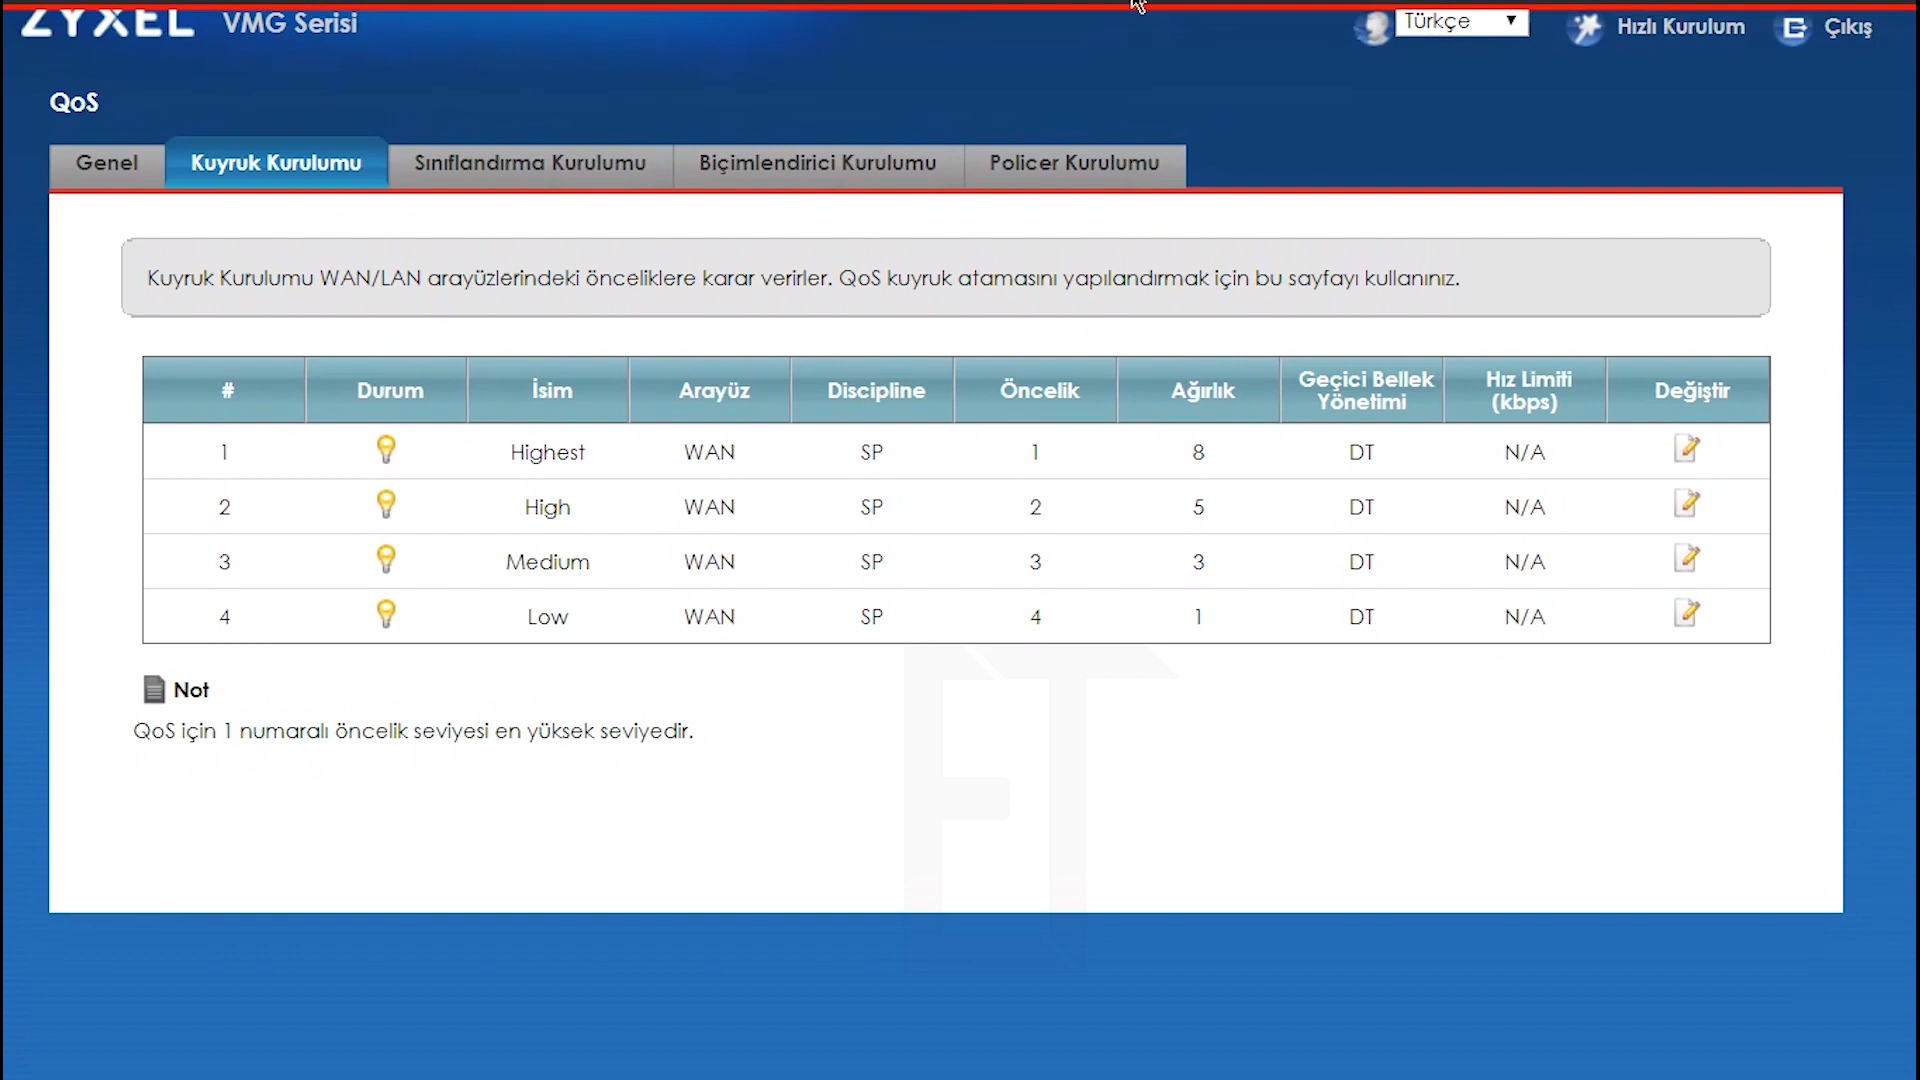 ZYXEL VMG Serisi Türkçe Hızlı Kurulum Çıkış
QoS
Genel Kuyruk Kurulumu Sınıflandırma Kurulumu Biçimlendirici Kurulumu Policer Kurulumu
Kuyruk Kurulumu WAN/LAN arayüzlerindeki önceliklere karar verirler. QoS kuyruk atamasını yapılandırmak için bu sayfayı kullanınız.
# Durum İsim Arayüz Discipline Öncelik Ağırlık Geçici Bellek Yönetimi Hız Limiti (kbps) Değiştir
1 Highest WAN SP 1 8 DT N/A
2 High WAN SP 2 5 DT N/A
3 Medium WAN SP 3 3 DT N/A
4 Low WAN SP 4 1 DT N/A
Not
QoS için 1 numaralı öncelik seviyesi en yüksek seviyedir.